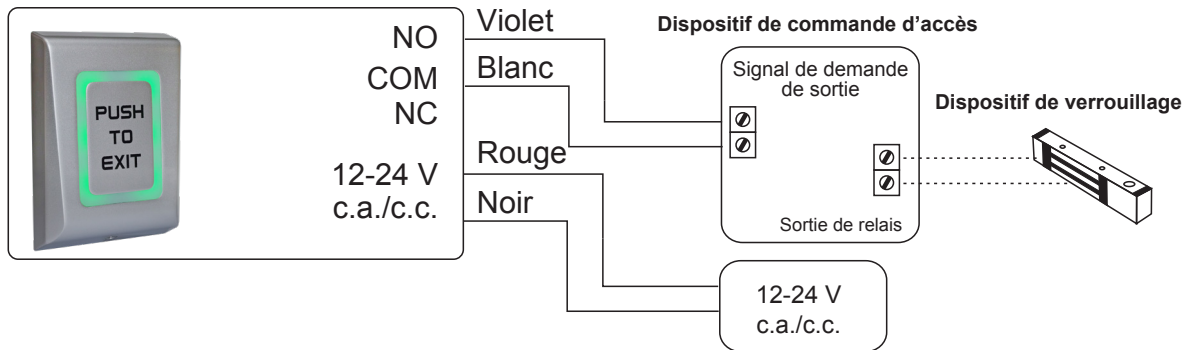 PUSH
TO
EXIT
NO
COM
NC
12-24 V
c.a./c.c.
Violet
Blanc
Rouge
Noir
Dispositif de commande d’accès
Signal de demande
de sortie
Sortie de relais
Dispositif de verrouillage
12-24 V
c.a./c.c.